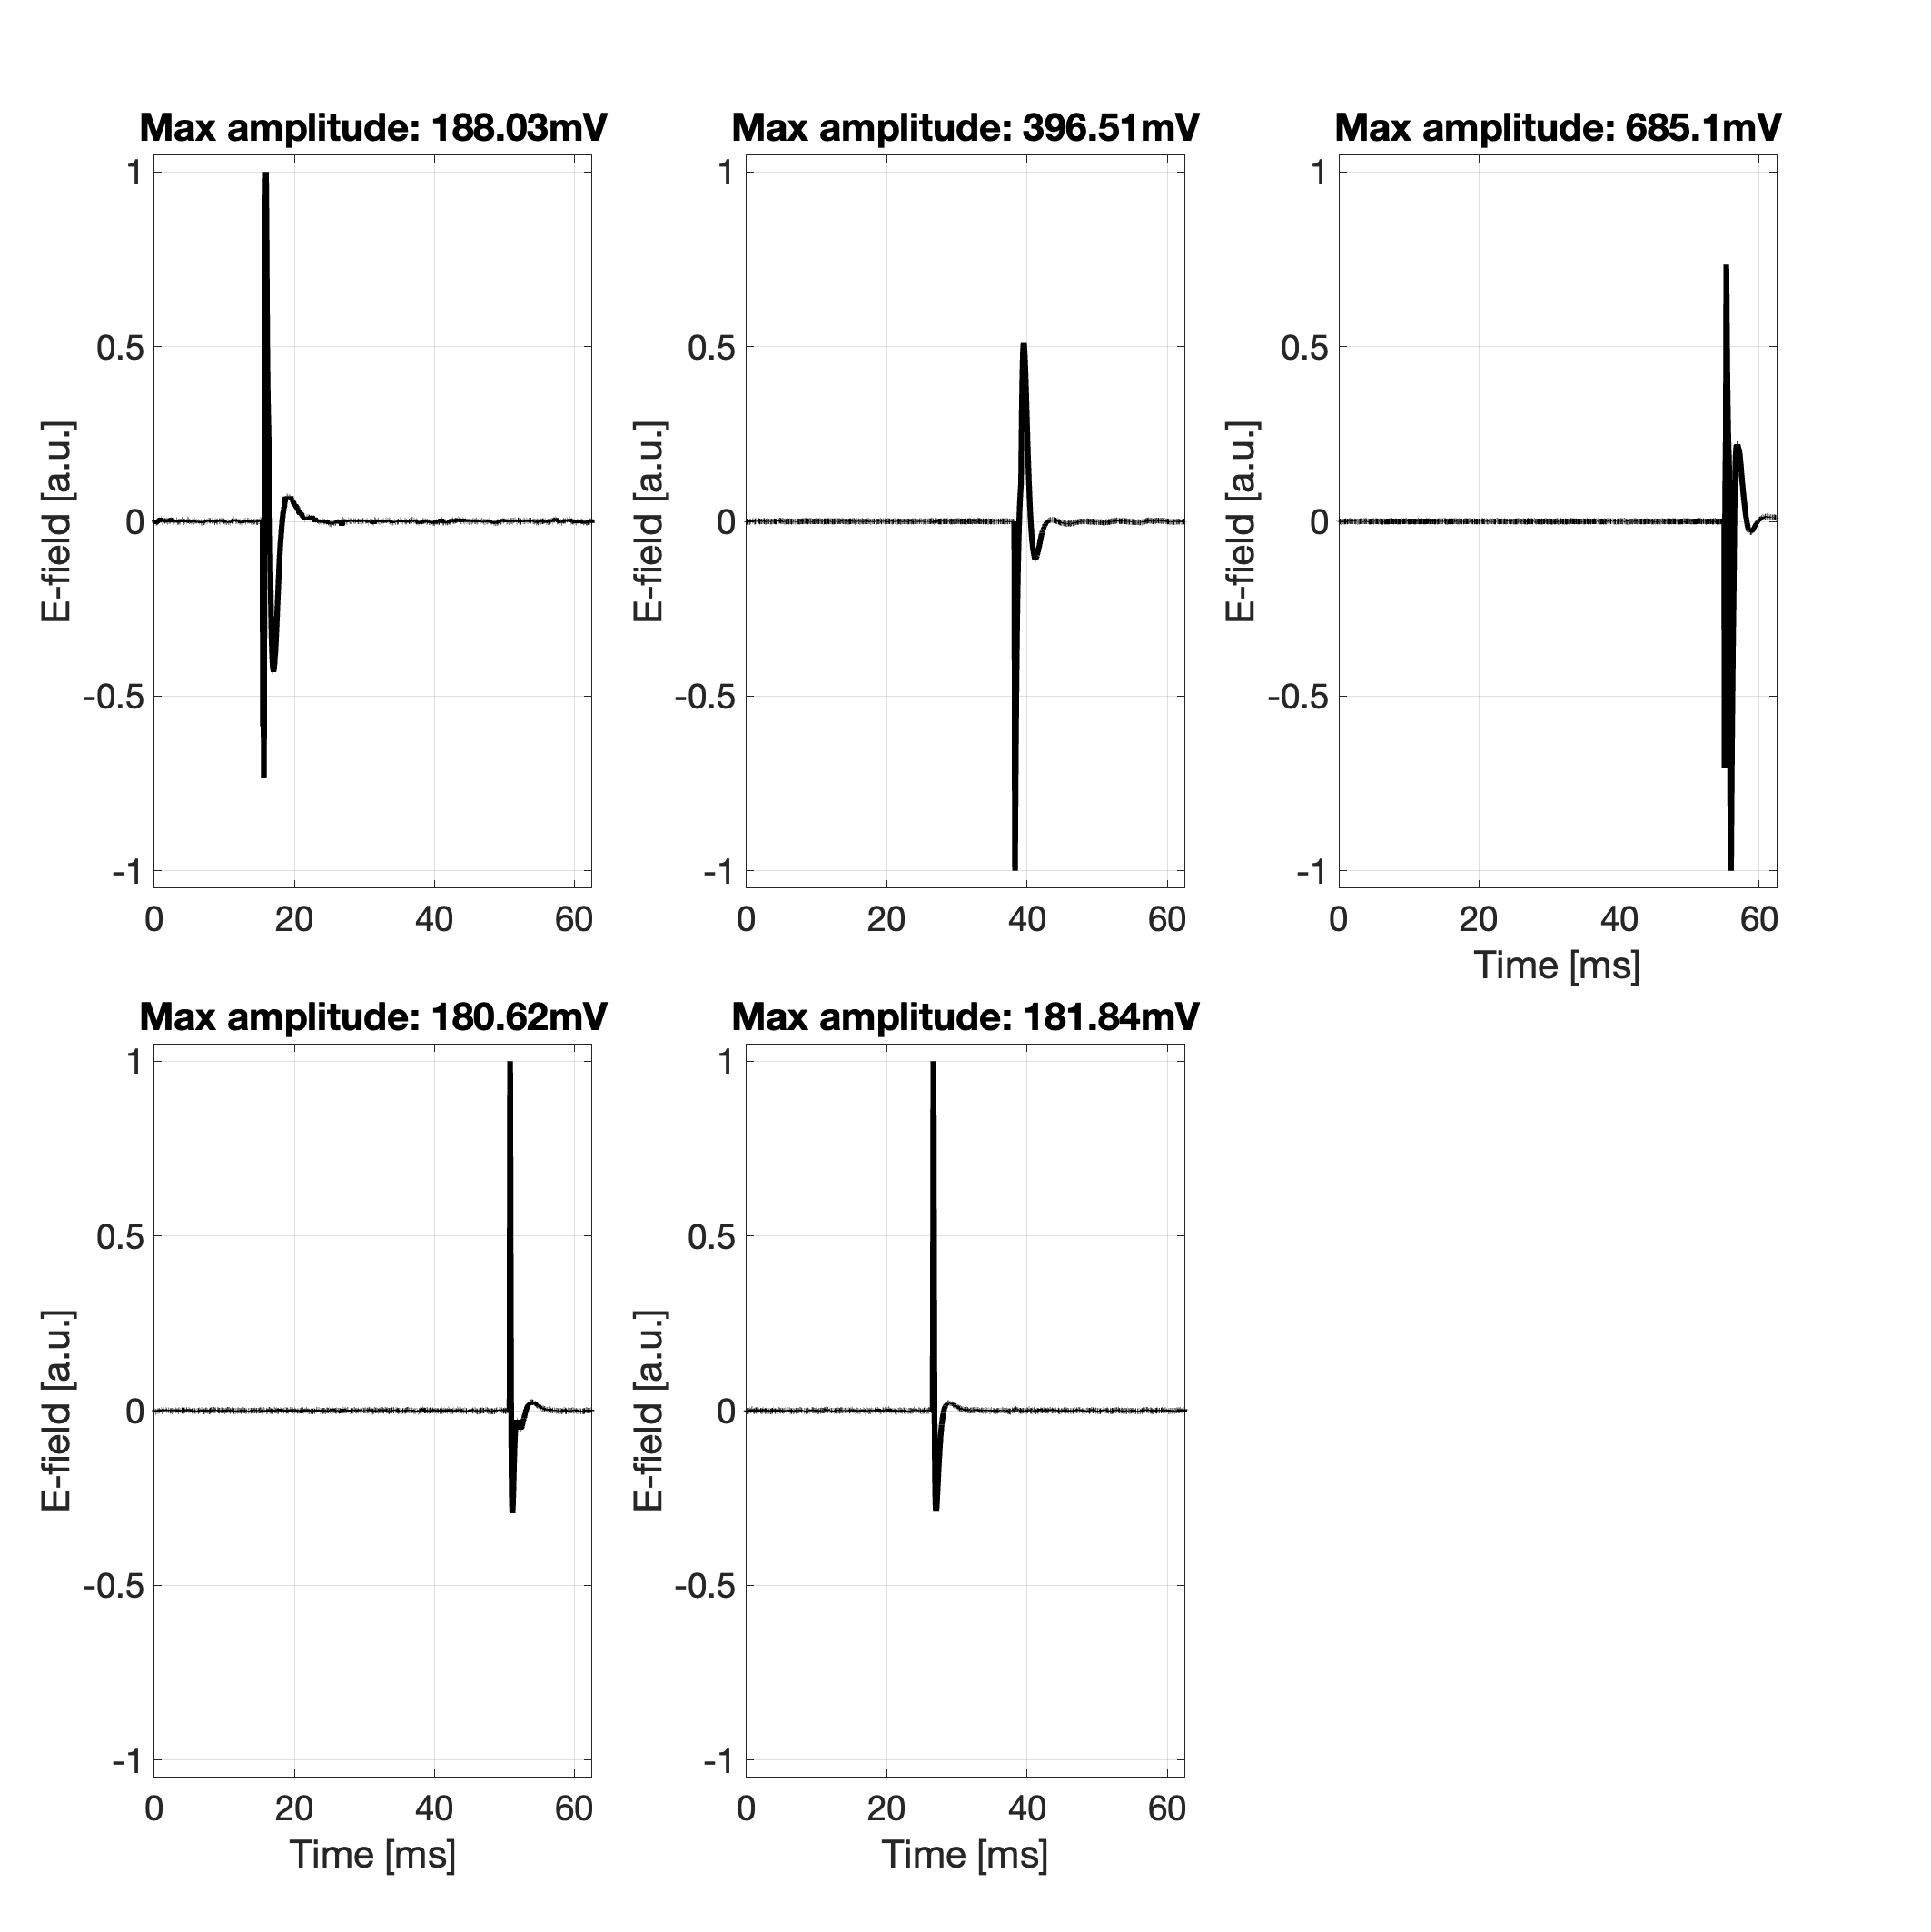 Max amplitude: 188.03mV
1
0.5
0
-0.5
-1
E-field [a.u.]
0 20 40 60
Max amplitude: 396.51mV
1
0.5
0
-0.5
-1
E-field [a.u.]
0 20 40 60
Max amplitude: 685.1mV
1
0.5
0
-0.5
-1
E-field [a.u.]
0 20 40 60
Time [ms]
Max amplitude: 180.62mV
1
0.5
0
-0.5
-1
E-field [a.u.]
0 20 40 60
Time [ms]
Max amplitude: 181.84mV
1
0.5
0
-0.5
-1
E-field [a.u.]
0 20 40 60
Time [ms]